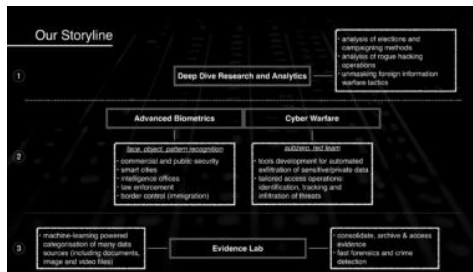 Our Storyline
• analysis of elections and
campaigning methods
• analysis of rogue hacking
operations
• unmasking foreign information
warfare tactics
1
Deep Dive Research and Analytics
Advanced Biometrics
Cyber Warfare
2
face, object, pattern recognition
• commercial and public security
• smart cities
• intelligence offices
• law enforcement
• border control (immigration)
subzero, red team
• tools development for automated
exfiltration of sensitive/private data
• tailored access operations:
identification, tracking and
infiltration of threats
3
• machine-learning powered
categorisation of many data
sources (including documents,
image and video files)
Evidence Lab
• consolidate, archive & access
evidence
• fast forensics and crime
detection